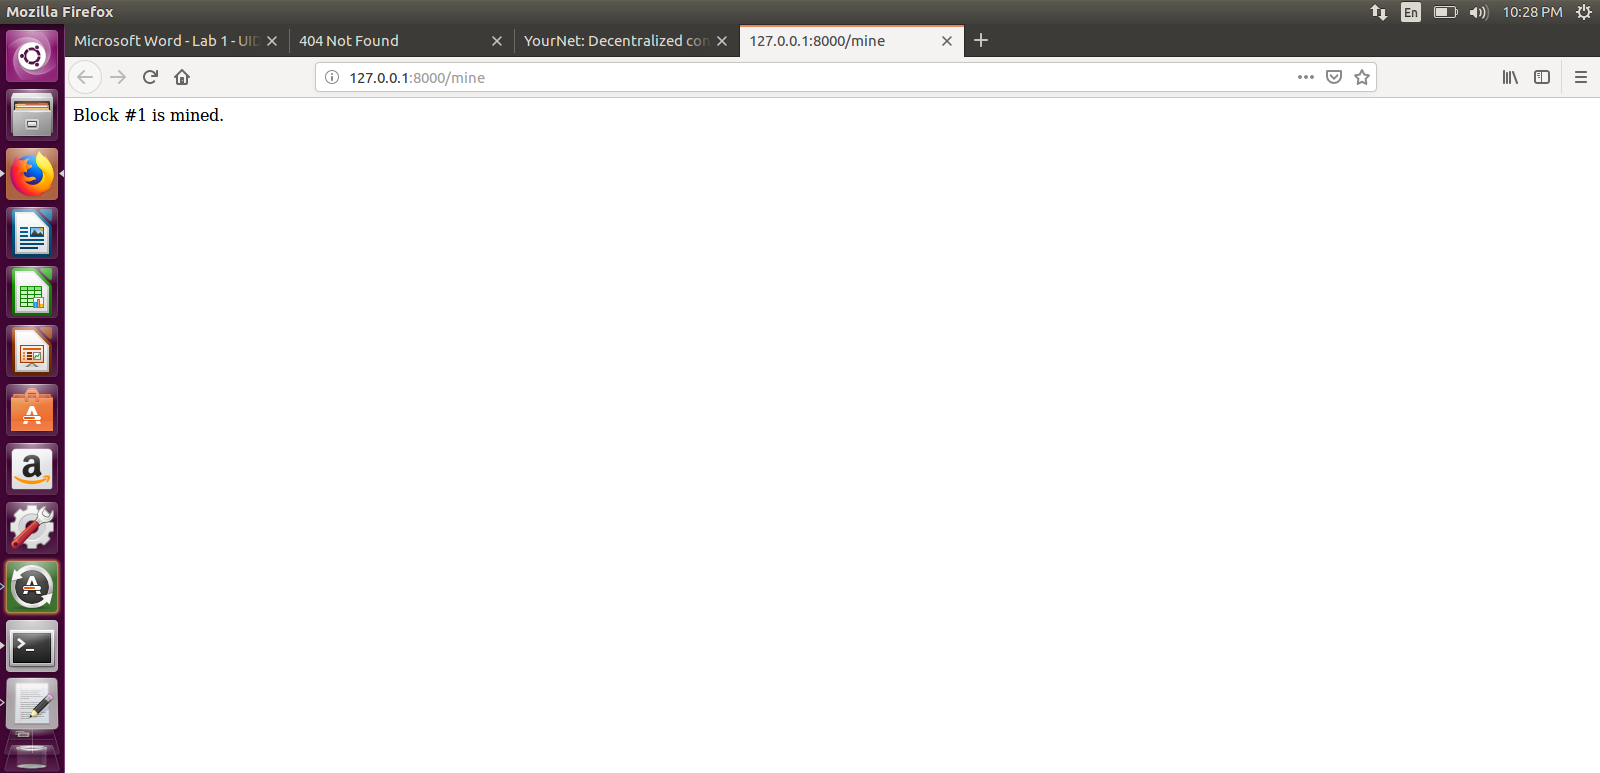 Mozilla Firefox
En
10:28 PM
Microsoft Word - Lab 1 - UID
404 Not Found
YourNet: Decentralized con
127.0.0.1:8000/mine
127.0.0.1:8000/mine
Block #1 is mined.